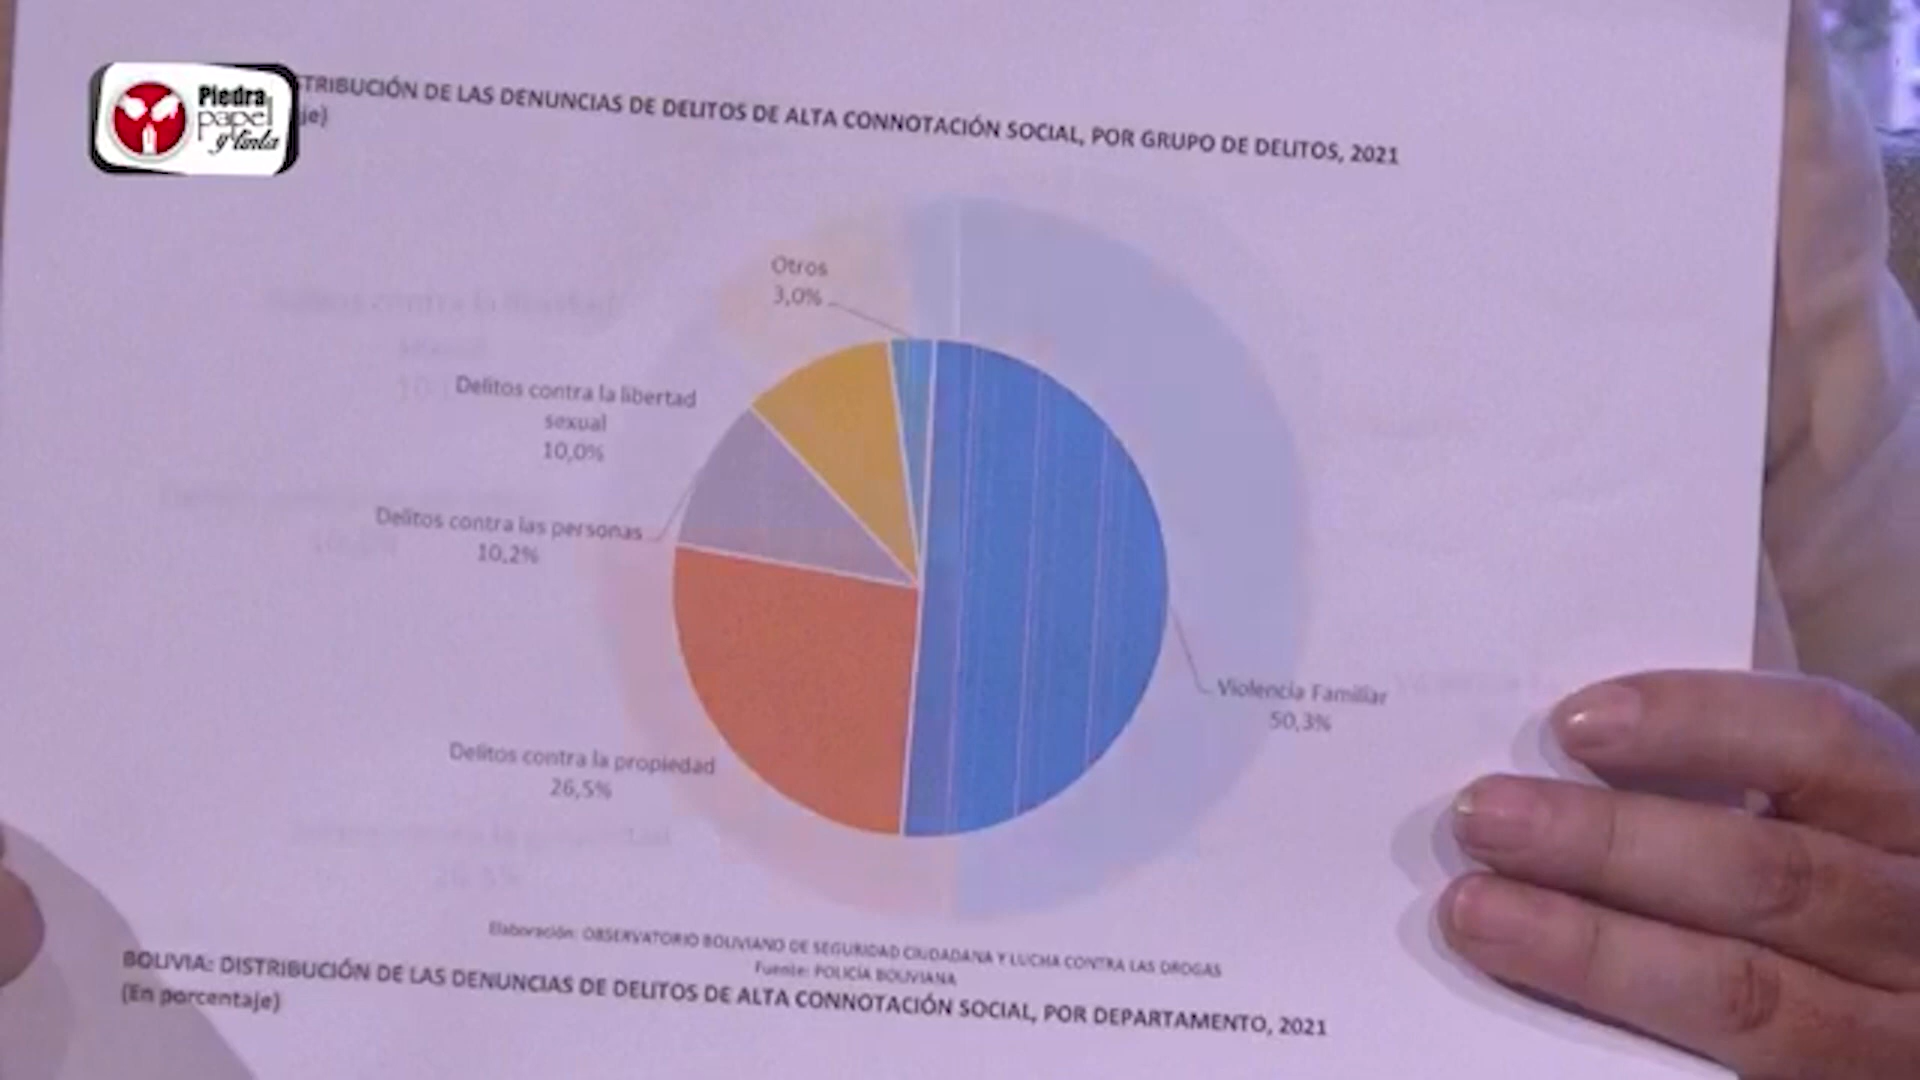 Piedra
papel
y tinta
STRIBUCIÓN DE LAS DENUNCIAS DE DELITOS DE ALTA CONNOTACIÓN SOCIAL, POR GRUPO DE DELITOS, 2021
je)
Otros
3,0%
Delitos contra la libertad
sexual
10,0%
Delitos contra las personas
10,2%
Violencia Familiar
50,3%
Delitos contra la propiedad
26,5%
Elaboración: OBSERVATORIO BOLIVIANO DE SEGURIDAD CIUDADANA Y LUCHA CONTRA LAS DROGAS
Fuente: POLICÍA BOLIVIANA
BOLIVIA: DISTRIBUCIÓN DE LAS DENUNCIAS DE DELITOS DE ALTA CONNOTACIÓN SOCIAL, POR DEPARTAMENTO, 2021
(En porcentaje)